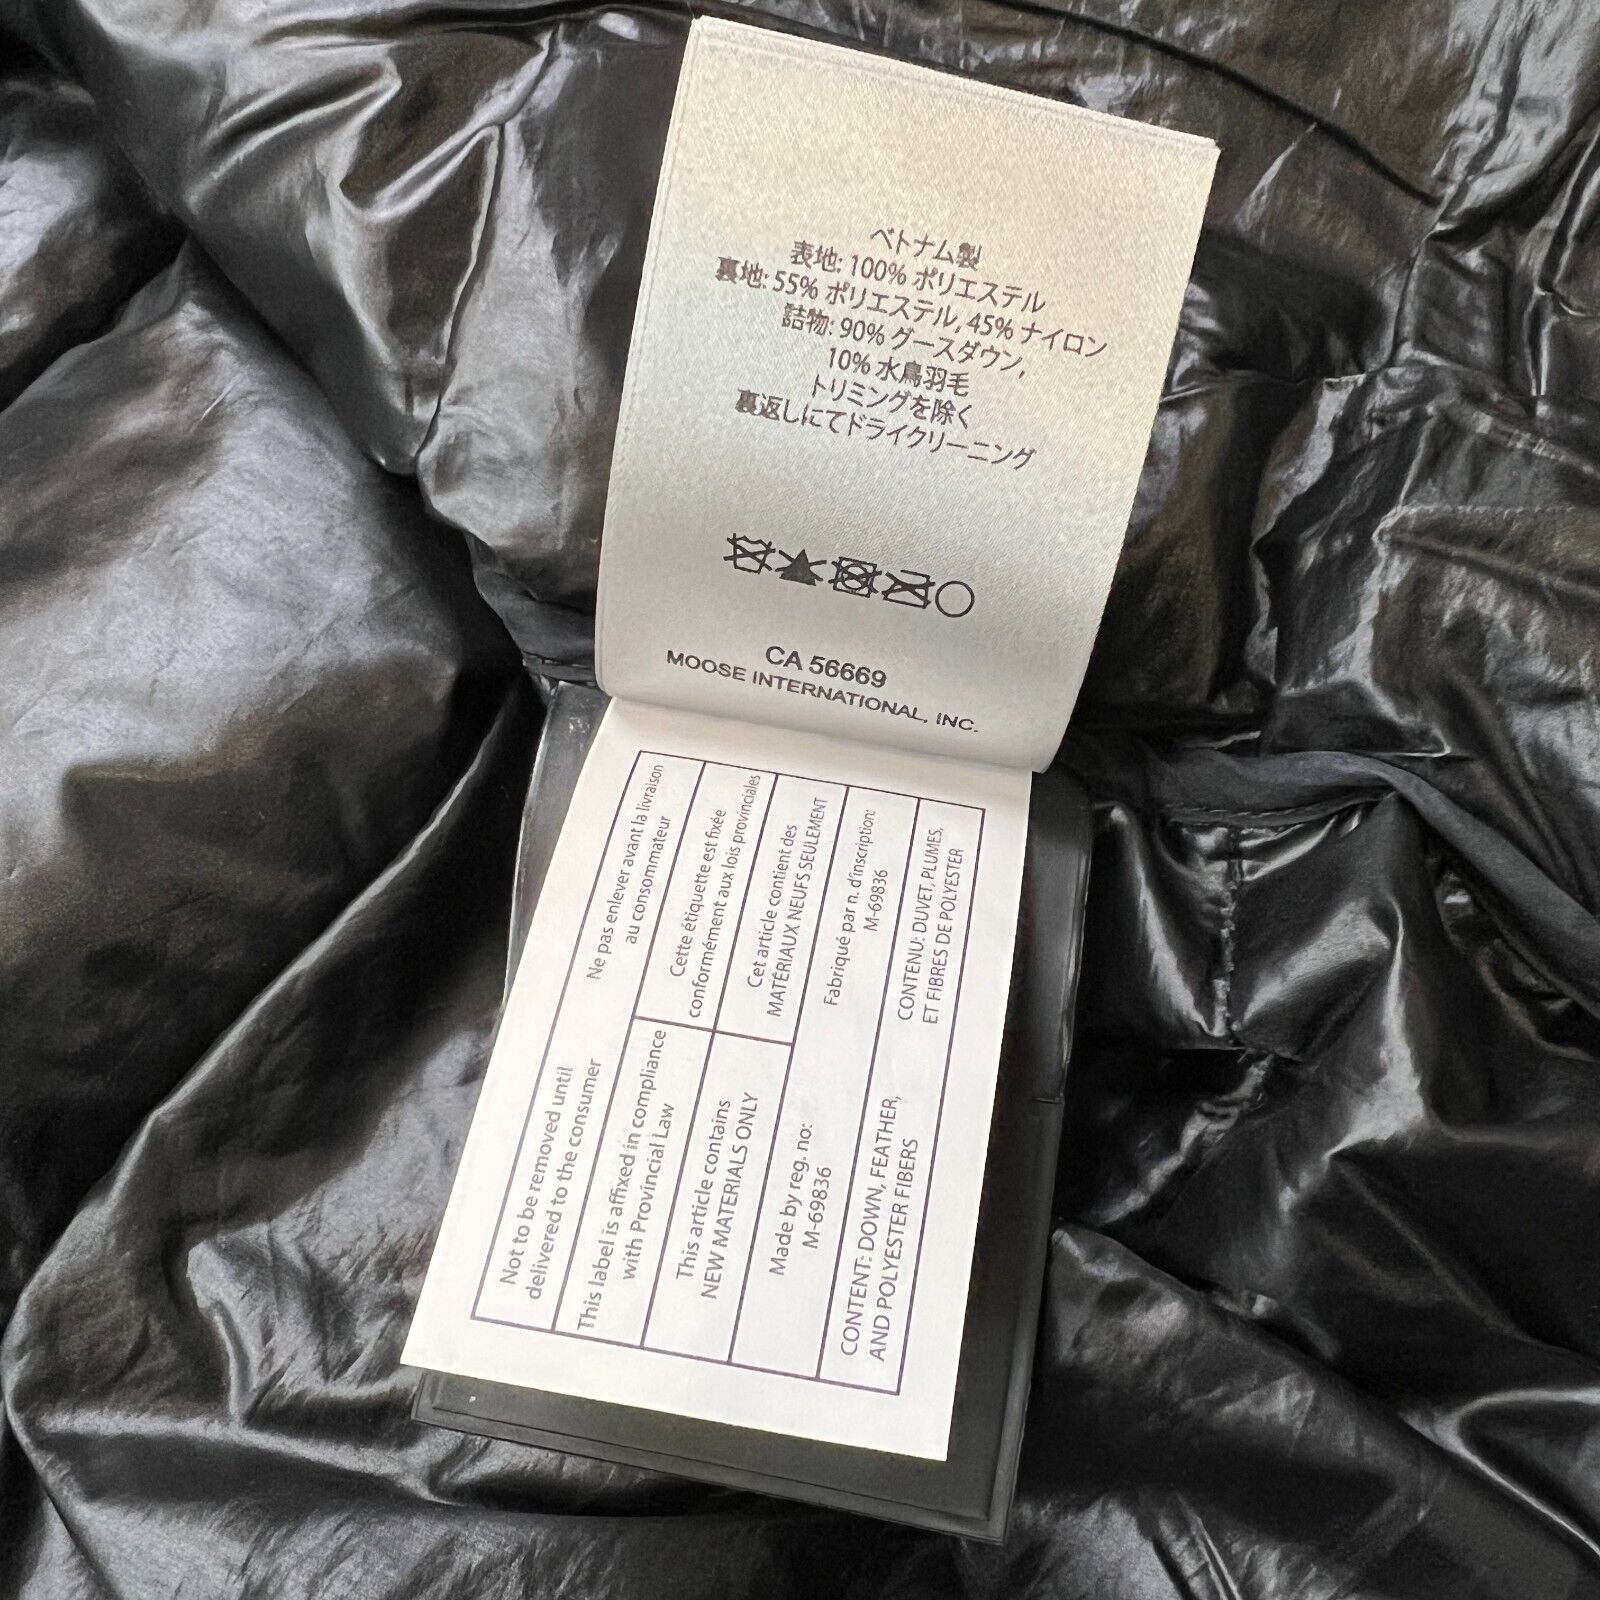 ベトナム製
表地: 100% ポリエステル
裏地: 55% ポリエステル, 45% ナイロン
詰物: 90% グースダウン,
10% 水鳥羽毛
トリミングを除く
裏返しにてドライクリーニング
CA 56669
MOOSE INTERNATIONAL, INC.
Not to be removed until
delivered to the consumer
Ne pas enlever avant la livraison
au consommateur
This label is affixed in compliance
with Provincial Law
Cette étiquette est fixée
conformément aux lois provinciales
This article contains
NEW MATERIALS ONLY
Cet article contient des
MATÉRIAUX NEUFS SEULEMENT
Made by reg. no:
M-69836
Fabriqué par n. d'inscription:
M-69836
CONTENT: DOWN, FEATHER,
AND POLYESTER FIBERS
CONTENU: DUVET, PLUMES,
ET FIBRES DE POLYESTER